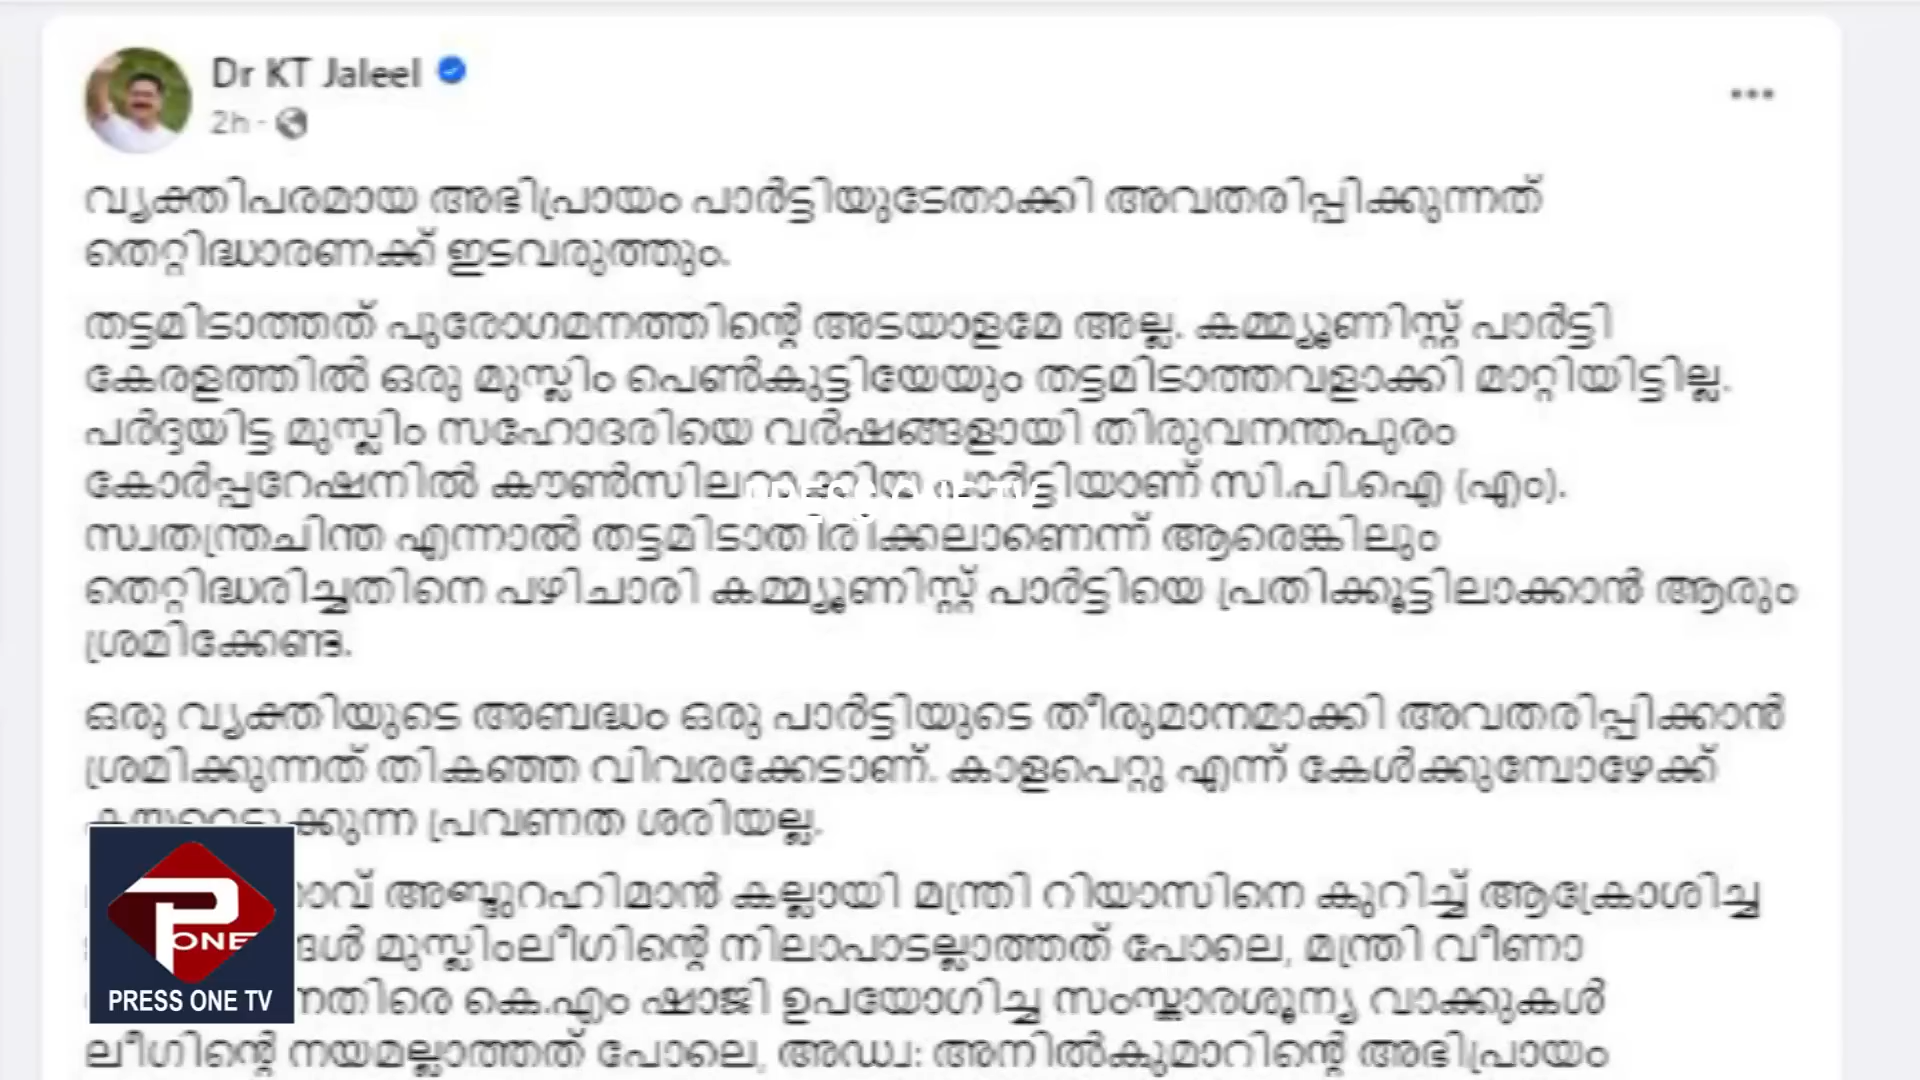 Dr KT Jaleel
2h
വ്യക്തിപരമായ അഭിപ്രായം പാർട്ടിയുടേതാക്കി അവതരിപ്പിക്കുന്നത്
തെറ്റിദ്ധാരണക്ക് ഇടവരുത്തും.
തട്ടമിടാത്തത് പുരോഗമനത്തിന്റെ അടയാളമേ അല്ല. കമ്മ്യൂണിസ്റ്റ് പാർട്ടി
കേരളത്തിൽ ഒരു മുസ്ലിം പെൺകുട്ടിയേയും തട്ടമിടാത്തവളാക്കി മാറ്റിയിട്ടില്ല.
പർദ്ദയിട്ട മുസ്ലിം സഹോദരിയെ വർഷങ്ങളായി തിരുവനന്തപുരം
കോർപ്പറേഷനിൽ കൗൺസിലറാക്കിയ പാർട്ടിയാണ് സി.പി.ഐ (എം).
PRESS ONE TV
സ്വതന്ത്രചിന്ത എന്നാൽ തട്ടമിടാതിരിക്കലാണെന്ന് ആരെങ്കിലും
തെറ്റിദ്ധരിച്ചതിനെ പഴിചാരി കമ്മ്യൂണിസ്റ്റ് പാർട്ടിയെ പ്രതിക്കൂട്ടിലാക്കാൻ ആരും
ശ്രമിക്കേണ്ട.
ഒരു വ്യക്തിയുടെ അബദ്ധം ഒരു പാർട്ടിയുടെ തീരുമാനമാക്കി അവതരിപ്പിക്കാൻ
ശ്രമിക്കുന്നത് തികഞ്ഞ വിവരക്കേടാണ്. കാളപെറ്റു എന്ന് കേൾക്കുമ്പോഴേക്ക്
കയറെടുക്കുന്ന പ്രവണത ശരിയല്ല.
അബ്ദുറഹിമാൻ കല്ലായി മന്ത്രി റിയാസിനെ കുറിച്ച് ആക്രോശിച്ച
മുസ്ലിംലീഗിന്റെ നിലാപാടല്ലാത്തത് പോലെ, മന്ത്രി വീണാ
കെ.എം ഷാജി ഉപയോഗിച്ച സംസ്കാരശൂന്യ വാക്കുകൾ
ലീഗിന്റെ നയമല്ലാത്തത് പോലെ, അഡ്വ: അനിൽകുമാറിന്റെ അഭിപ്രായം
P ONE
PRESS ONE TV